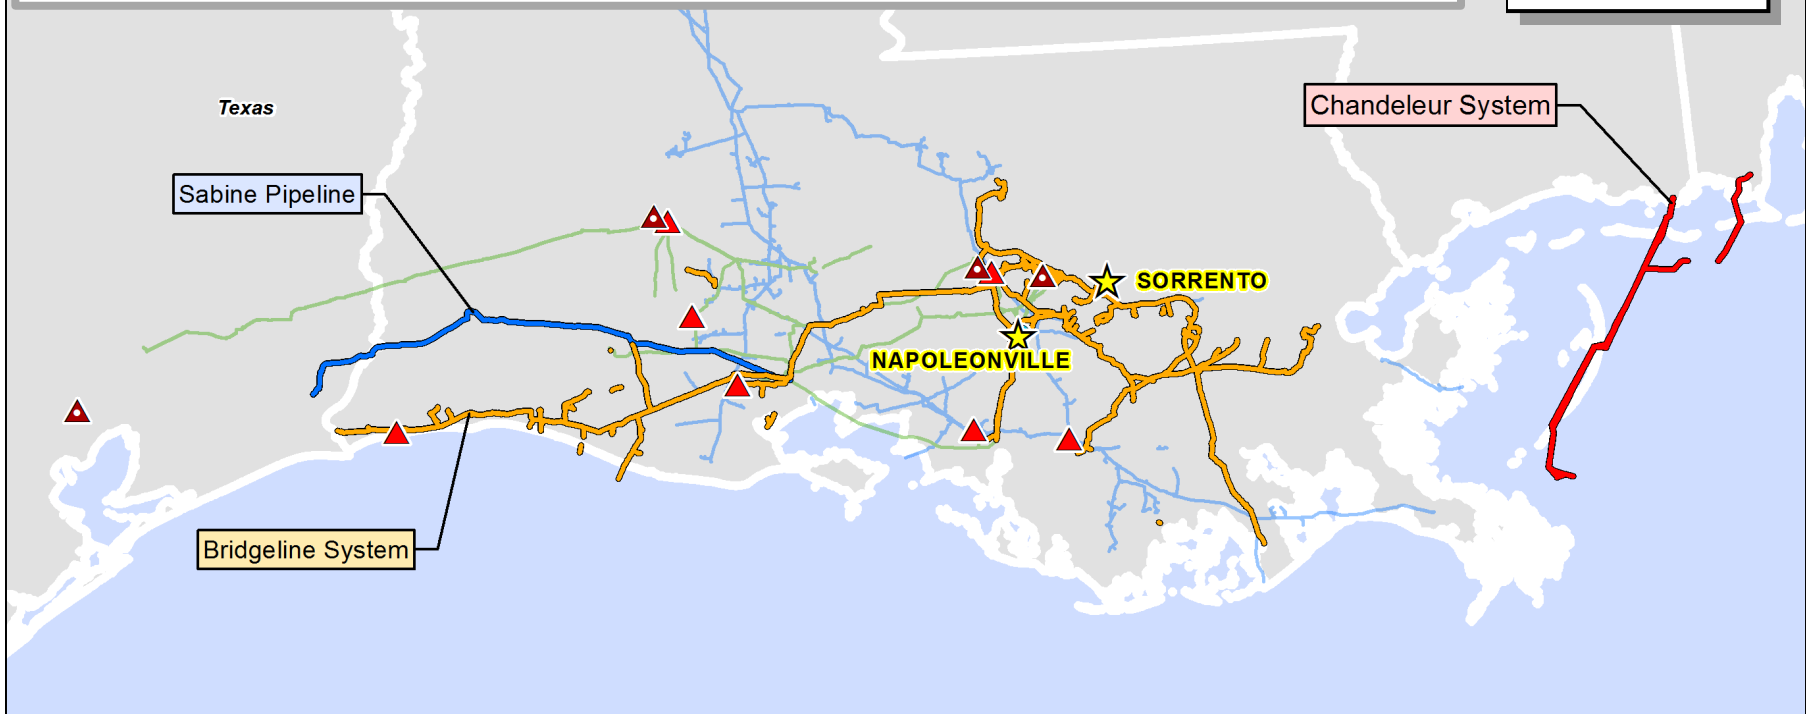 Texas
Chandeleur System
Sabine Pipeline
SORRENTO
NAPOLEONVILLE
Bridgeline System